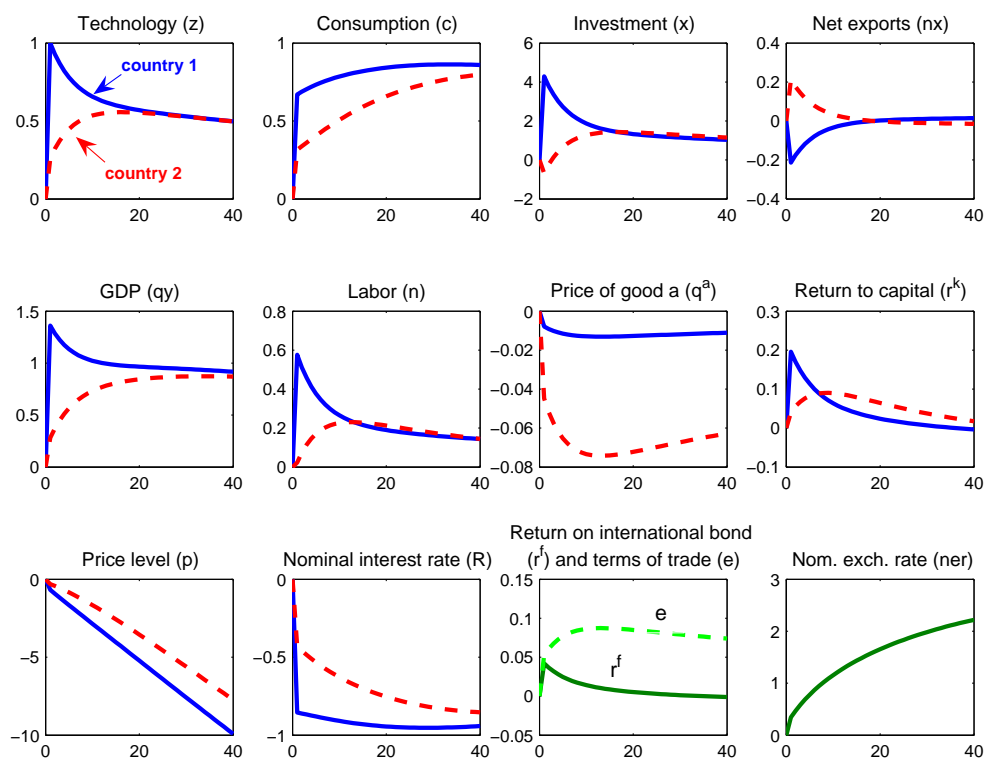 Technology (z)
1
0.5
0
0 20 40
country 1
country 2
Consumption (c)
1
0.5
0
0 20 40
Investment (x)
6
4
2
0
−2
0 20 40
Net exports (nx)
0.4
0.2
0
−0.2
−0.4
0 20 40
GDP (qy)
1.5
1
0.5
0
0 20 40
Labor (n)
0.8
0.6
0.4
0.2
0
0 20 40
Price of good a (q^a)
0
−0.02
−0.04
−0.06
−0.08
0 20 40
Return to capital (r^k)
0.3
0.2
0.1
0
−0.1
0 20 40
Price level (p)
0
−5
−10
0 20 40
Nominal interest rate (R)
0
−0.5
−1
0 20 40
Return on international bond
(r^f) and terms of trade (e)
0.15
0.1
0.05
0
−0.05
0 20 40
e
r^f
Nom. exch. rate (ner)
3
2
1
0
0 20 40